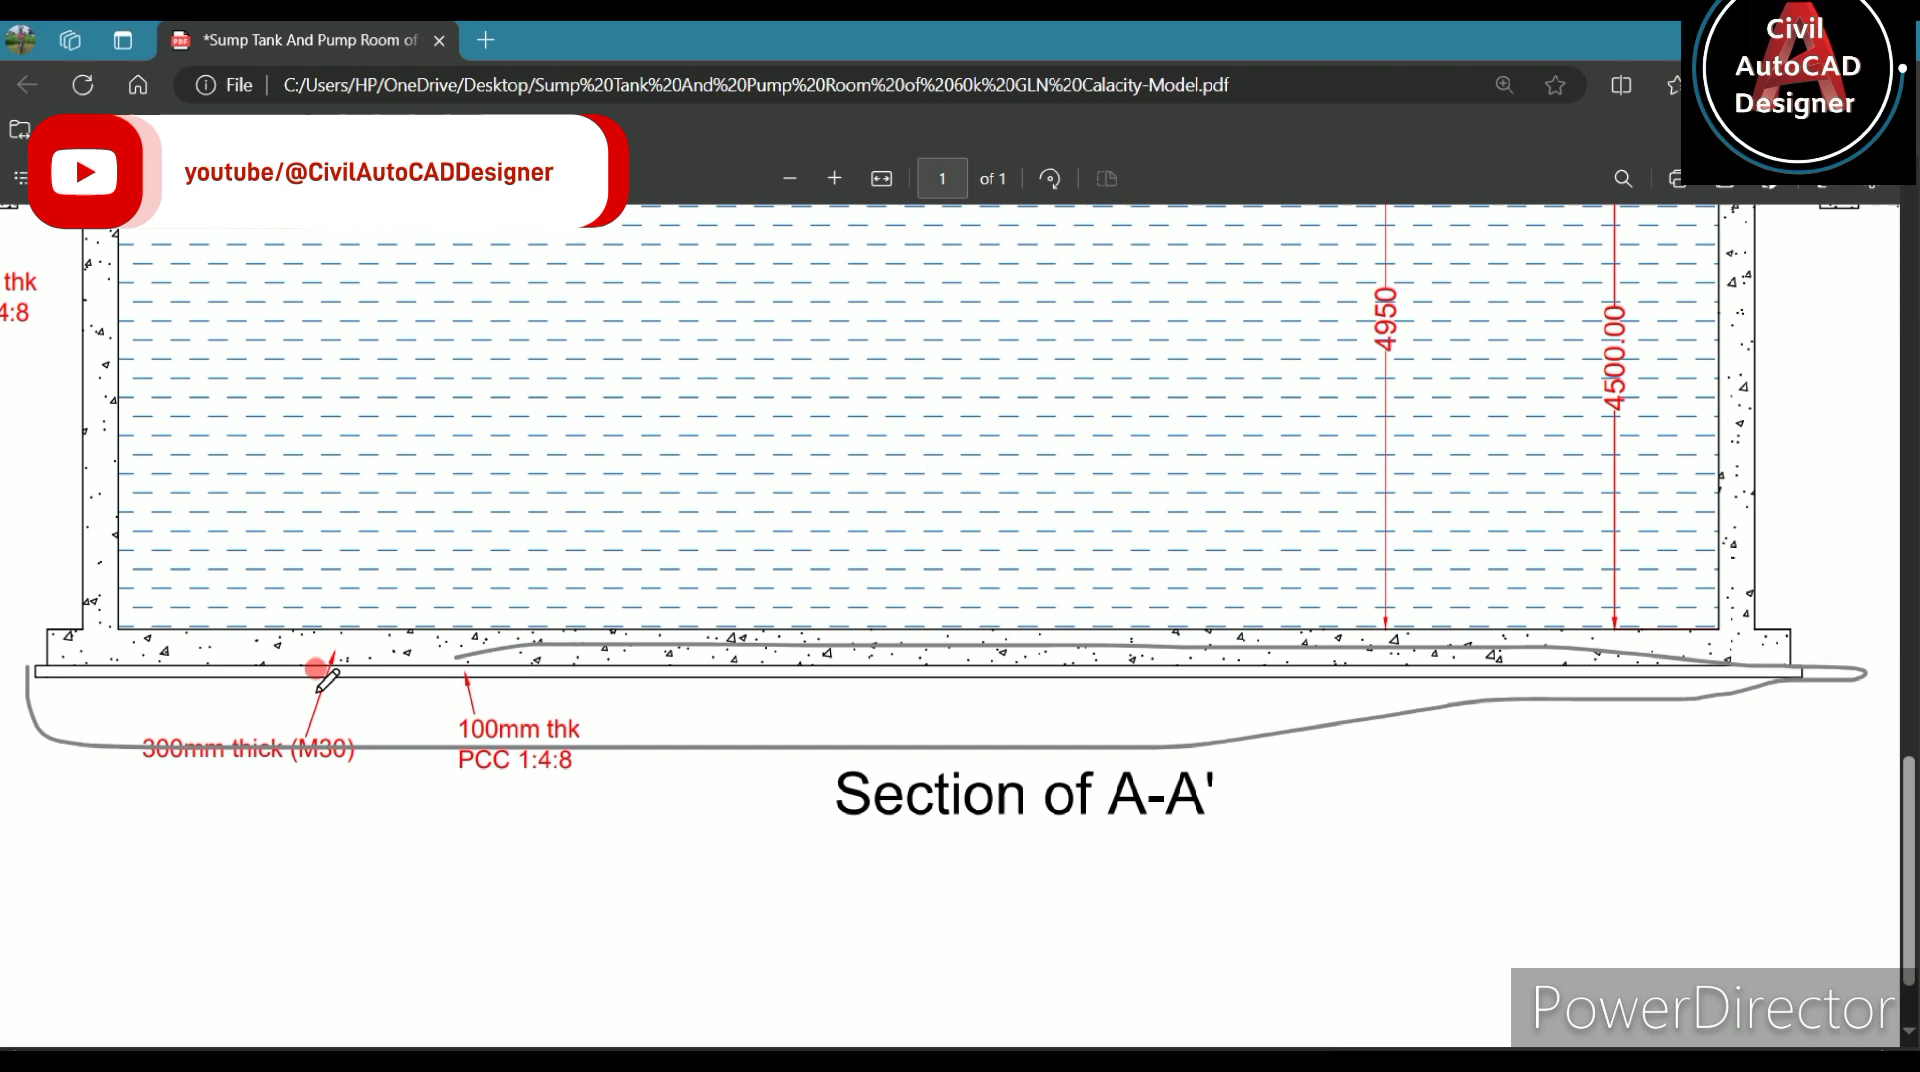 *Sump Tank And Pump Room of
Civil
AutoCAD
Designer
File
C:/Users/HP/OneDrive/Desktop/Sump%20Tank%20And%20Pump%20Room%20of%2060k%20GLN%20Calacity-Model.pdf
youtube/@CivilAutoCADDesigner
1 of 1
thk
4:8
4950
4500.00
300mm thick (M30)
100mm thk
PCC 1:4:8
Section of A-A'
PowerDirector